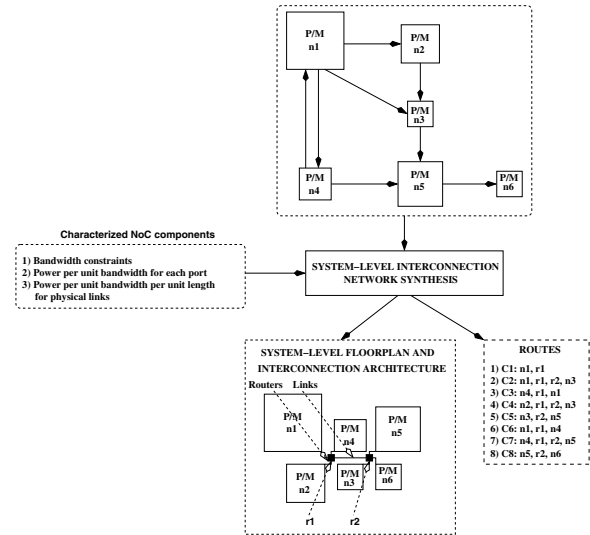 P/M
n1
P/M
n2
P/M
n3
P/M
n4
P/M
n5
P/M
n6
Characterized NoC components
1) Bandwidth constraints
2) Power per unit bandwidth for each port
3) Power per unit bandwidth per unit length
for physical links
SYSTEM-LEVEL INTERCONNECTION
NETWORK SYNTHESIS
SYSTEM-LEVEL FLOORPLAN AND
INTERCONNECTION ARCHITECTURE
Routers Links
P/M
n1
P/M
n4
P/M
n5
P/M
n2
P/M
n3
P/M
n6
r1
r2
ROUTES
1) C1: n1, r1
2) C2: n1, r1, r2, n3
3) C3: n4, r1, n1
4) C4: n2, r1, r2, n3
5) C5: n3, r2, n5
6) C6: n1, r1, n4
7) C7: n4, r1, r2, n5
8) C8: n5, r2, n6